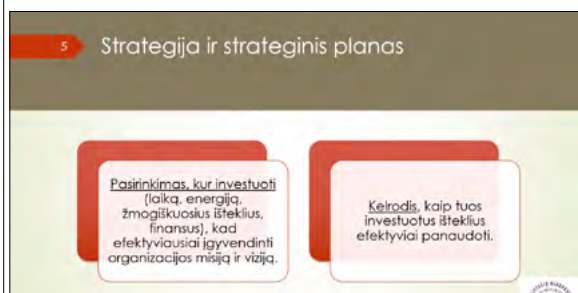 5
Strategija ir strateginis planas
Pasirinkimas, kur investuoti
(laiką, energiją,
žmogiškuosius išteklius,
finansus), kad
efektyviausiai įgyvendinti
organizacijos misiją ir viziją.
Kelrodis, kaip tuos
investuotus išteklius
efektyviai panaudoti.